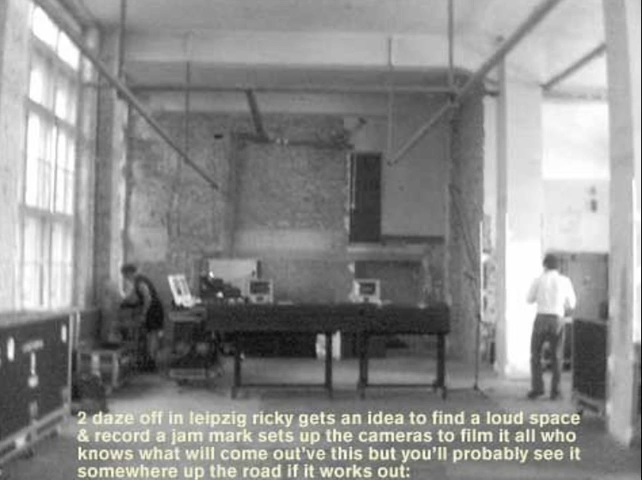 2 daze off in leipzig ricky gets an idea to find a loud space
& record a jam mark sets up the cameras to film it all who
knows what will come out've this but you'll probably see it
somewhere up the road if it works out: